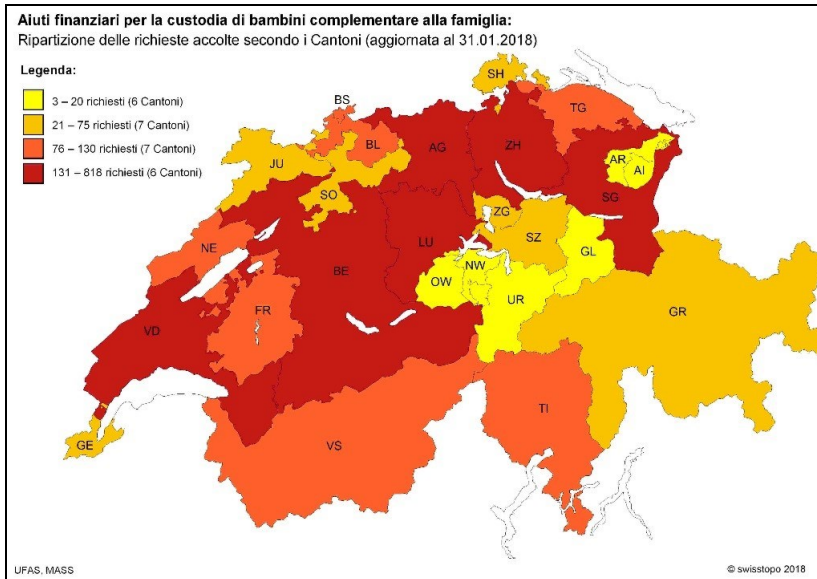 Aiuti finanziari per la custodia di bambini complementare alla famiglia:
Ripartizione delle richieste accolte secondo i Cantoni (aggiornata al 31.01.2018)
Legenda:
3 – 20 richiesti (6 Cantoni)
21 – 75 richiesti (7 Cantoni)
76 – 130 richiesti (7 Cantoni)
131 – 818 richiesti (6 Cantoni)
SH
BS
TG
BL
AG
ZH
JU
AR
AI
SO
SG
ZG
NE
LU
SZ
GL
BE
NW
OW
UR
FR
GR
VD
TI
GE
VS
UFAS, MASS
© swisstopo 2018